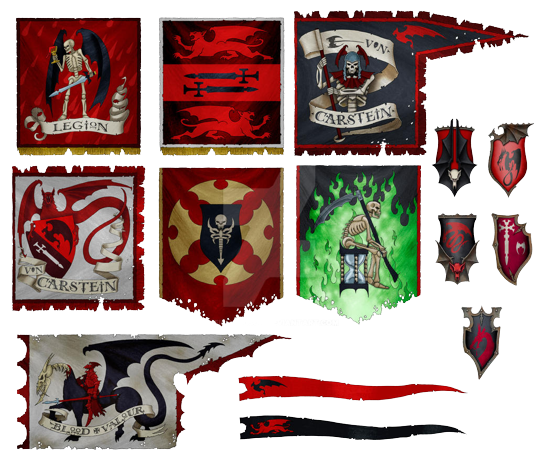 LEGION
VON
CARSTEIN
VON
CARSTEIN
BLOOD VALOUR